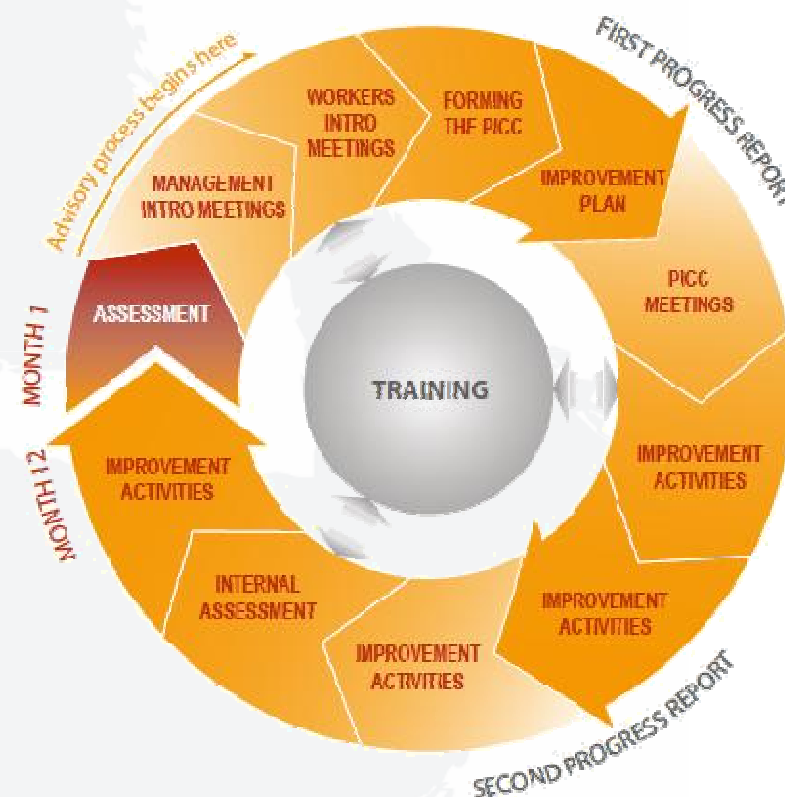 Advisory process begins here
MONTH 1
ASSESSMENT
MANAGEMENT
INTRO MEETINGS
WORKERS
INTRO
MEETINGS
FORMING
THE PICC
IMPROVEMENT
PLAN
FIRST PROGRESS REPORT
PICC
MEETINGS
IMPROVEMENT
ACTIVITIES
IMPROVEMENT
ACTIVITIES
SECOND PROGRESS REPORT
IMPROVEMENT
ACTIVITIES
INTERNAL
ASSESSMENT
IMPROVEMENT
ACTIVITIES
MONTH 12
TRAINING